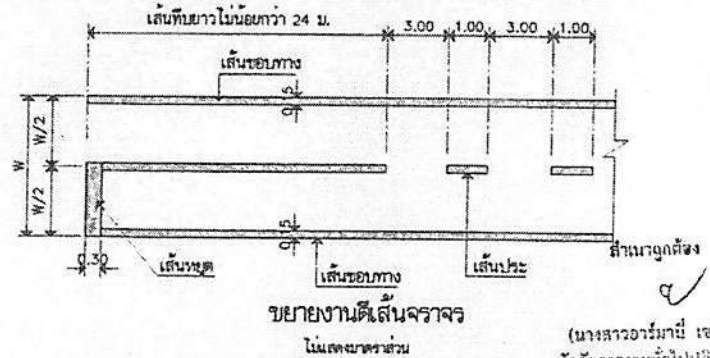 เส้นทึบยาวไม่น้อยกว่า 24 ม.
3.00 1.00 3.00 1.00
เส้นขอบทาง
0.15
W
W/2
W/2
0.15
0.30
เส้นหยุด
เส้นขอบทาง
เส้นประ
สำเนาถูกต้อง
ขยายงานตีเส้นจราจร
ไม่แสดงมาตราส่วน
(นางสาวอาร์มานี่